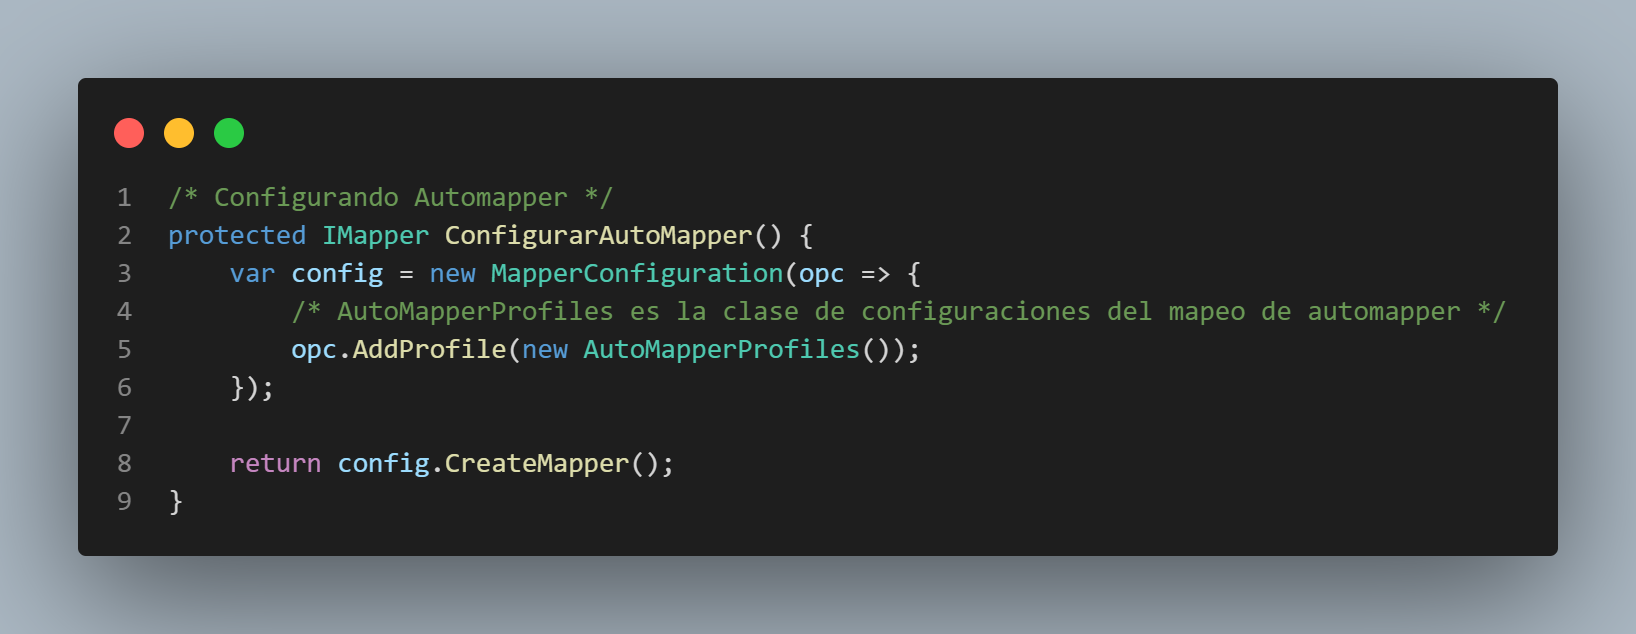 1 /* Configurando Automapper */
2 protected IMapper ConfigurarAutoMapper() {
3     var config = new MapperConfiguration(opc => {
4         /* AutoMapperProfiles es la clase de configuraciones del mapeo de automapper */
5         opc.AddProfile(new AutoMapperProfiles());
6     });
7
8     return config.CreateMapper();
9 }